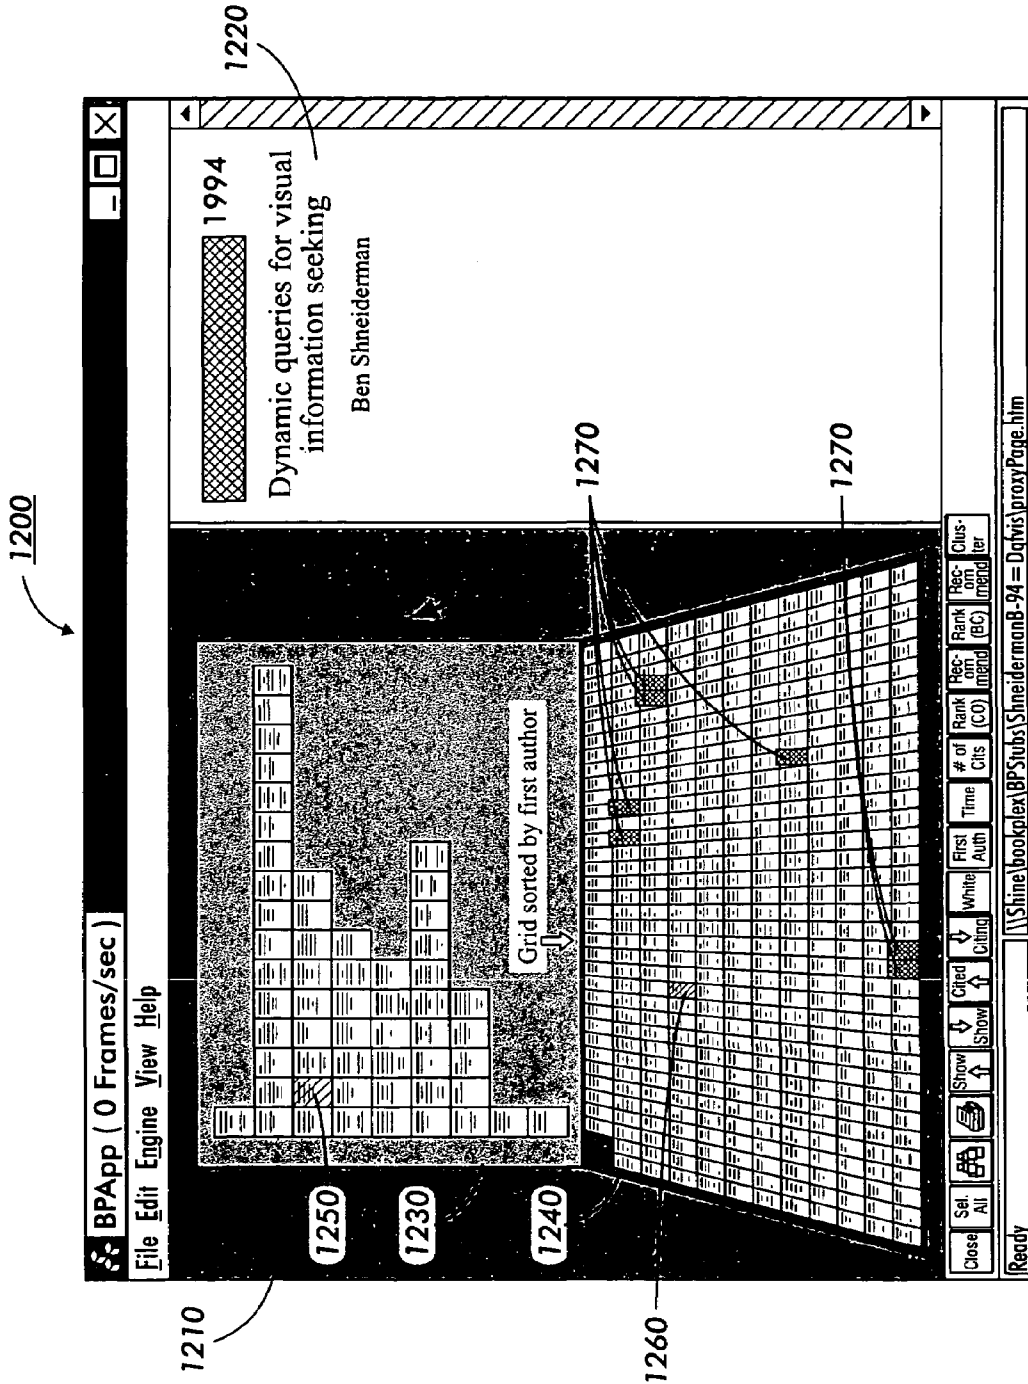 1200
BPApp ( 0 Frames/sec )
File Edit Engine View Help
1210
1250
1230
1240
1260
Grid sorted by first author
1270
1270
1994
Dynamic queries for visual
information seeking
Ben Shneiderman
1220
Close
Sel. All
Show
Show
Cited
Citing
White
First Auth
Time
# of Cits
Rank (CO)
Rec- om mend
Rank (BC)
Rec- om mend
Clus- ter
Ready
\\Shine\bookplex\BPStubs\ShneidermanB-94=Dqfvis\proxyPage.htm